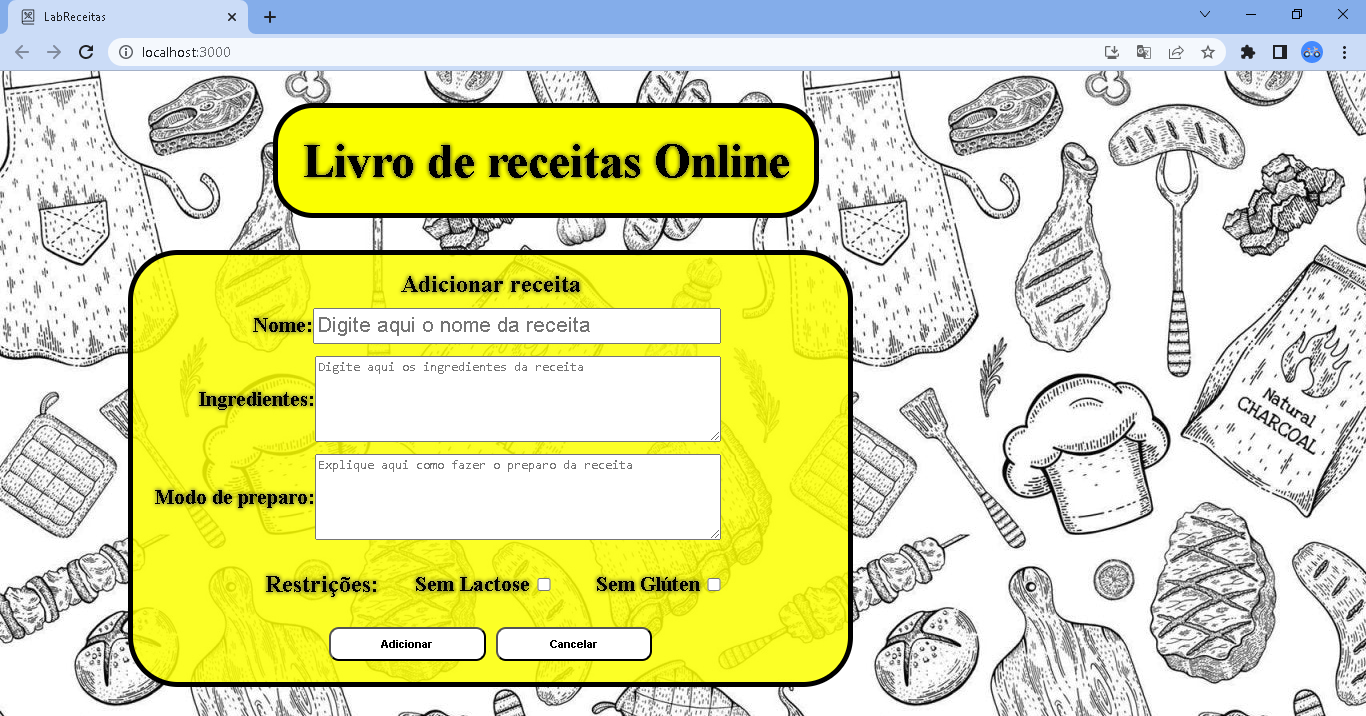 LabReceitas
localhost:3000
Livro de receitas Online
Adicionar receita
Nome: Digite aqui o nome da receita
Ingredientes: Digite aqui os ingredientes da receita
Modo de preparo: Explique aqui como fazer o preparo da receita
Restrições: Sem Lactose Sem Glúten
Adicionar Cancelar
Natural
CHARCOAL